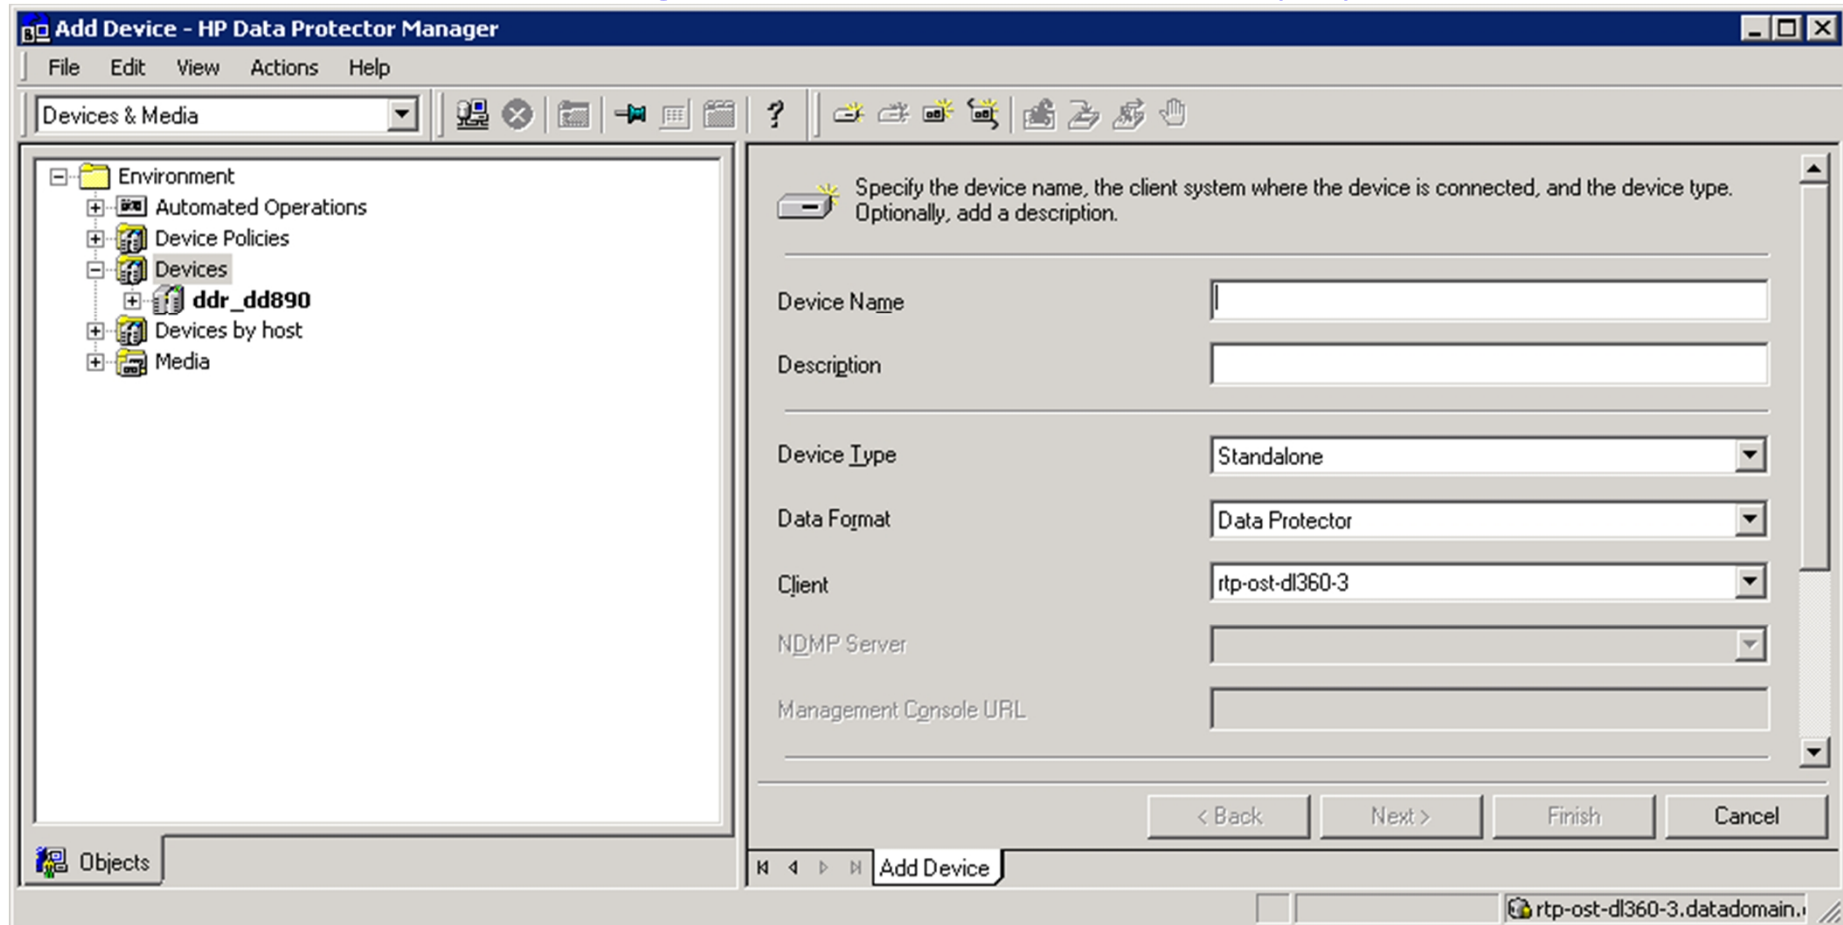 Add Device - HP Data Protector Manager
File Edit View Actions Help
Devices & Media
Environment
Automated Operations
Device Policies
Devices
ddr_dd890
Devices by host
Media
Objects
Specify the device name, the client system where the device is connected, and the device type.
Optionally, add a description.
Device Name
Description
Device Type Standalone
Data Format Data Protector
Client rtp-ost-dl360-3
NDMP Server
Management Console URL
< Back Next > Finish Cancel
Add Device
rtp-ost-dl360-3.datadomain.